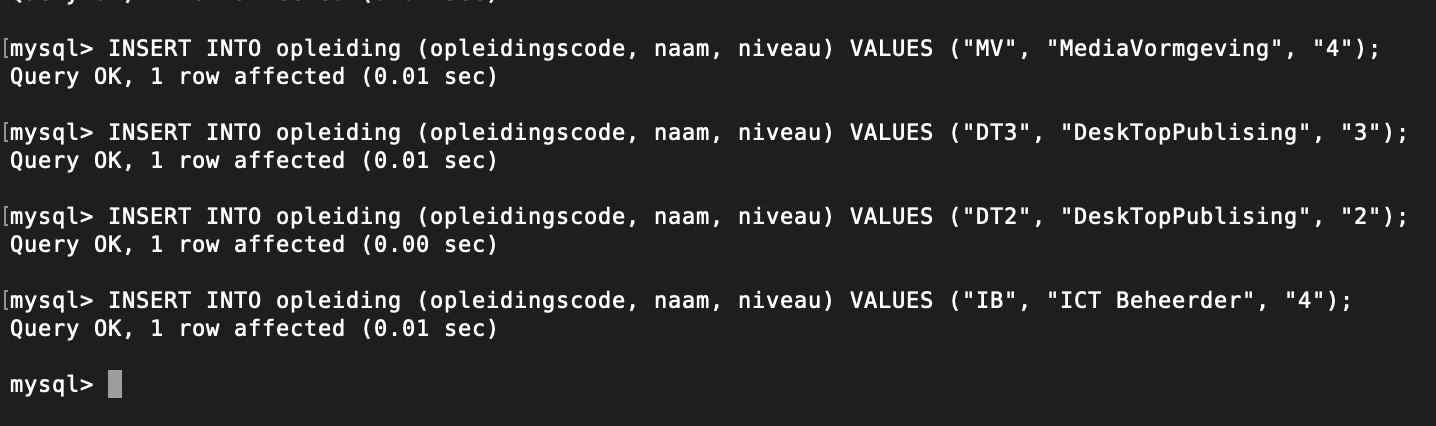 mysql> INSERT INTO opleiding (opleidingscode, naam, niveau) VALUES ("MV", "MediaVormgeving", "4");
Query OK, 1 row affected (0.01 sec)
[mysql> INSERT INTO opleiding (opleidingscode, naam, niveau) VALUES ("DT3", "DeskTopPublising", "3");
Query OK, 1 row affected (0.01 sec)
[mysql> INSERT INTO opleiding (opleidingscode, naam, niveau) VALUES ("DT2", "DeskTopPublising", "2");
Query OK, 1 row affected (0.00 sec)
[mysql> INSERT INTO opleiding (opleidingscode, naam, niveau) VALUES ("IB", "ICT Beheerder", "4");
Query OK, 1 row affected (0.01 sec)
mysql>